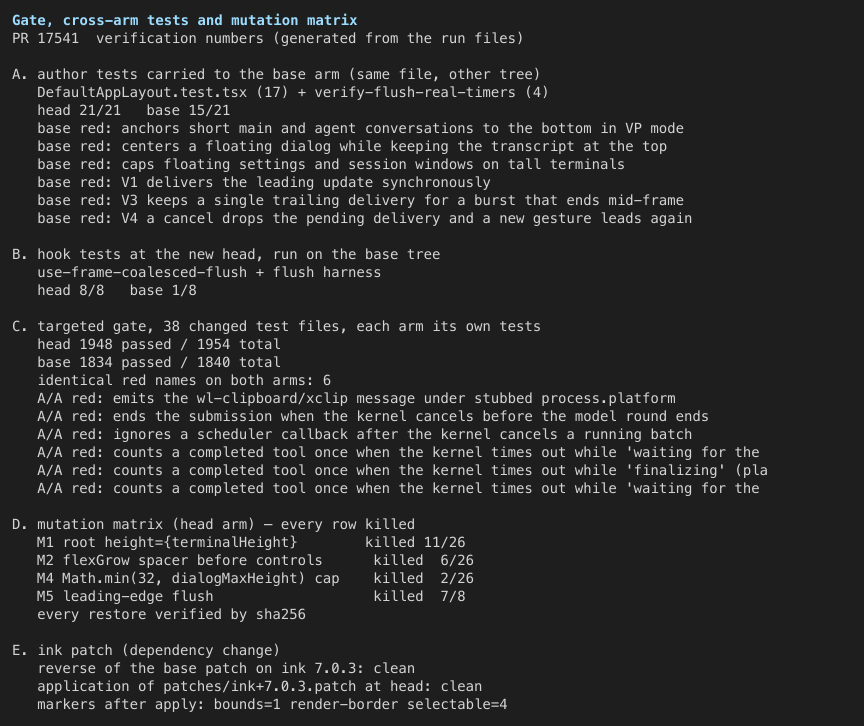 Gate, cross-arm tests and mutation matrix
PR 17541  verification numbers (generated from the run files)
A. author tests carried to the base arm (same file, other tree)
DefaultAppLayout.test.tsx (17) + verify-flush-real-timers (4)
head 21/21   base 15/21
base red: anchors short main and agent conversations to the bottom in VP mode
base red: centers a floating dialog while keeping the transcript at the top
base red: caps floating settings and session windows on tall terminals
base red: V1 delivers the leading update synchronously
base red: V3 keeps a single trailing delivery for a burst that ends mid-frame
base red: V4 a cancel drops the pending delivery and a new gesture leads again
B. hook tests at the new head, run on the base tree
use-frame-coalesced-flush + flush harness
head 8/8   base 1/8
C. targeted gate, 38 changed test files, each arm its own tests
head 1948 passed / 1954 total
base 1834 passed / 1840 total
identical red names on both arms: 6
A/A red: emits the wl-clipboard/xclip message under stubbed process.platform
A/A red: ends the submission when the kernel cancels before the model round ends
A/A red: ignores a scheduler callback after the kernel cancels a running batch
A/A red: counts a completed tool once when the kernel times out while 'waiting for the
A/A red: counts a completed tool once when the kernel times out while 'finalizing' (pla
A/A red: counts a completed tool once when the kernel times out while 'waiting for the
D. mutation matrix (head arm) — every row killed
M1 root height={terminalHeight}        killed 11/26
M2 flexGrow spacer before controls      killed  6/26
M4 Math.min(32, dialogMaxHeight) cap    killed  2/26
M5 leading-edge flush                   killed  7/8
every restore verified by sha256
E. ink patch (dependency change)
reverse of the base patch on ink 7.0.3: clean
application of patches/ink+7.0.3.patch at head: clean
markers after apply: bounds=1 render-border selectable=4